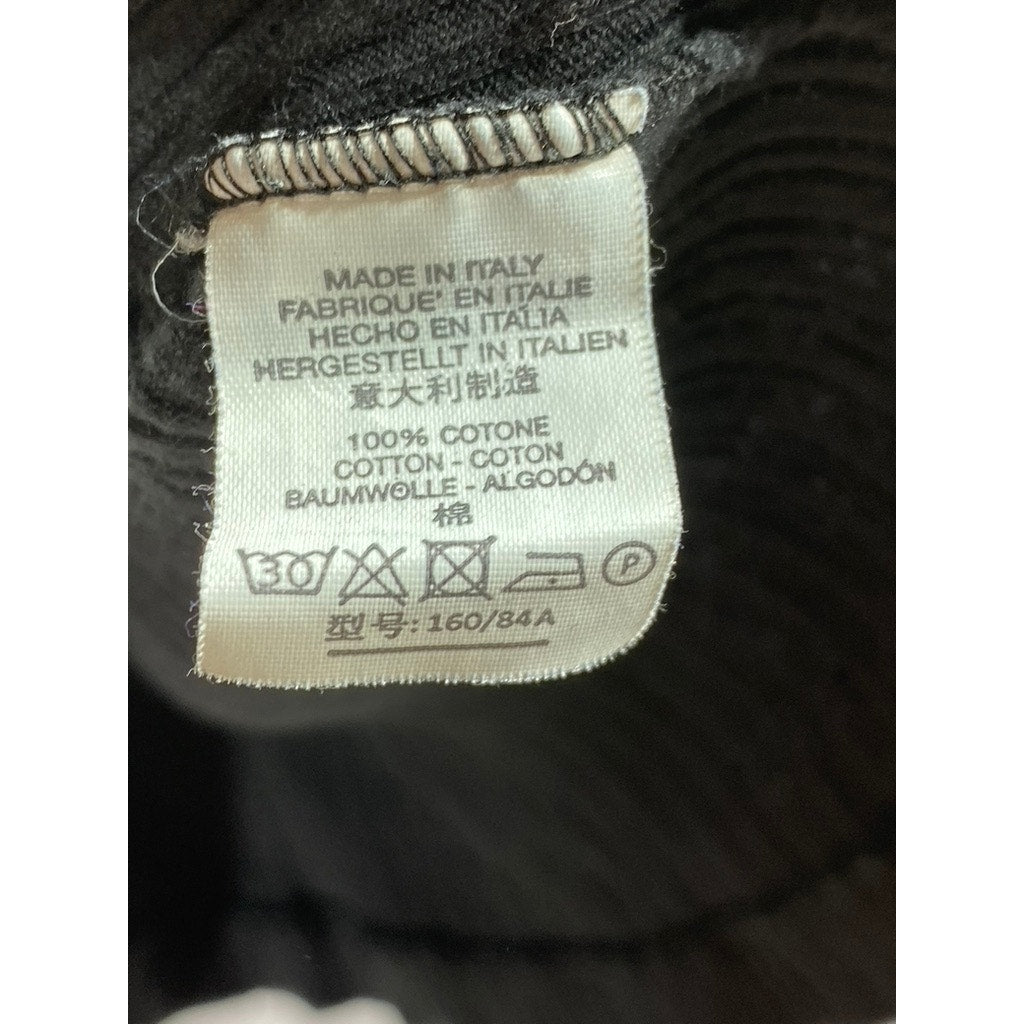 MADE IN ITALY
FABRIQUE' EN ITALIE
HECHO EN ITALIA
HERGESTELLT IN ITALIEN
意大利制造
100% COTONE
COTTON - COTON
BAUMWOLLE - ALGODÓN
棉
30 P
型号: 160/84A